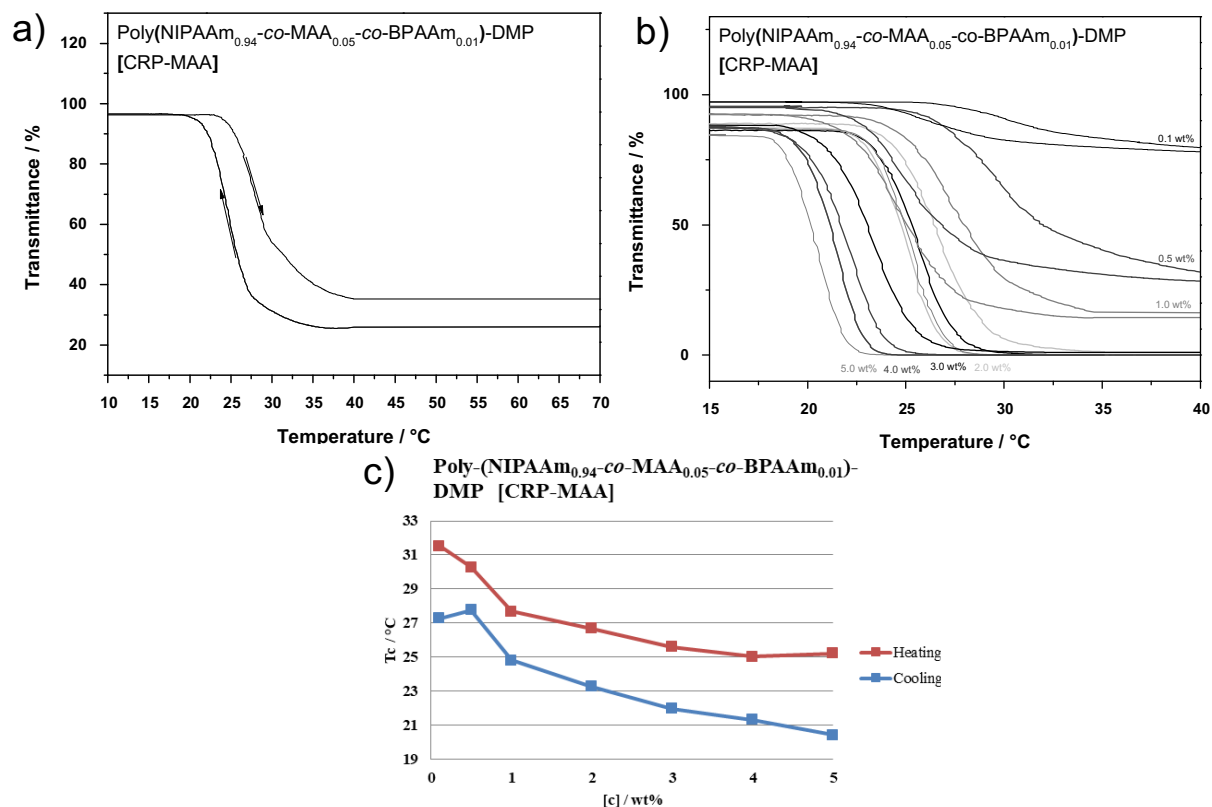 a)
Poly(NIPAAm0.94-co-MAA0.05-co-BPAAm0.01)-DMP
[CRP-MAA]
Transmittance / %
120
100
80
60
40
20
10 15 20 25 30 35 40 45 50 55 60 65 70
Temperature / °C
b)
Poly(NIPAAm0.94-co-MAA0.05-co-BPAAm0.01)-DMP
[CRP-MAA]
Transmittance / %
100
50
0
0.1 wt%
0.5 wt%
1.0 wt%
5.0 wt% 4.0 wt% 3.0 wt% 2.0 wt%
15 20 25 30 35 40
Temperature / °C
c)
Poly-(NIPAAm0.94-co-MAA0.05-co-BPAAm0.01)-
DMP [CRP-MAA]
Tc / °C
33
31
29
27
25
23
21
19
0 1 2 3 4 5
[c] / wt%
Heating
Cooling